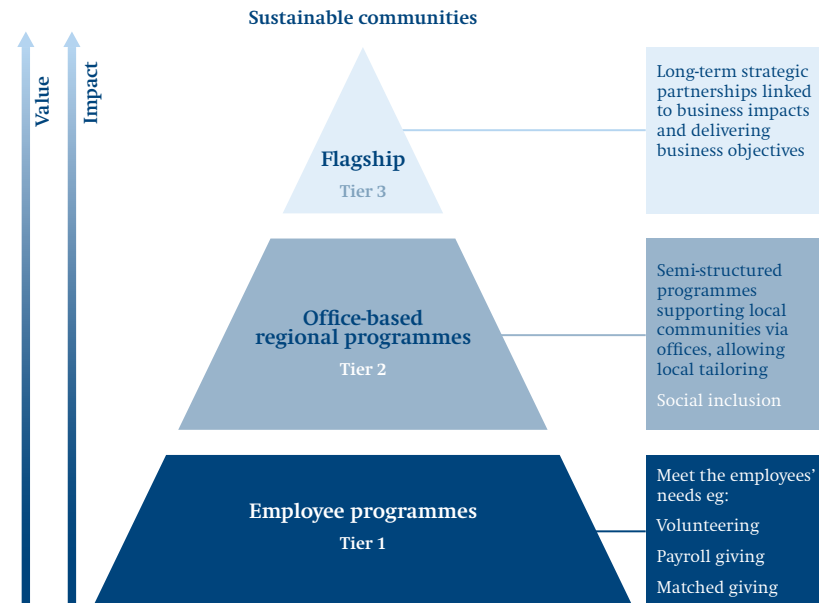 Sustainable communities
Value
Impact
Flagship
Tier 3
Long-term strategic
partnerships linked
to business impacts
and delivering
business objectives
Office-based
regional programmes
Tier 2
Semi-structured
programmes
supporting local
communities via
offices, allowing
local tailoring
Social inclusion
Employee programmes
Tier 1
Meet the employees’
needs eg:
Volunteering
Payroll giving
Matched giving